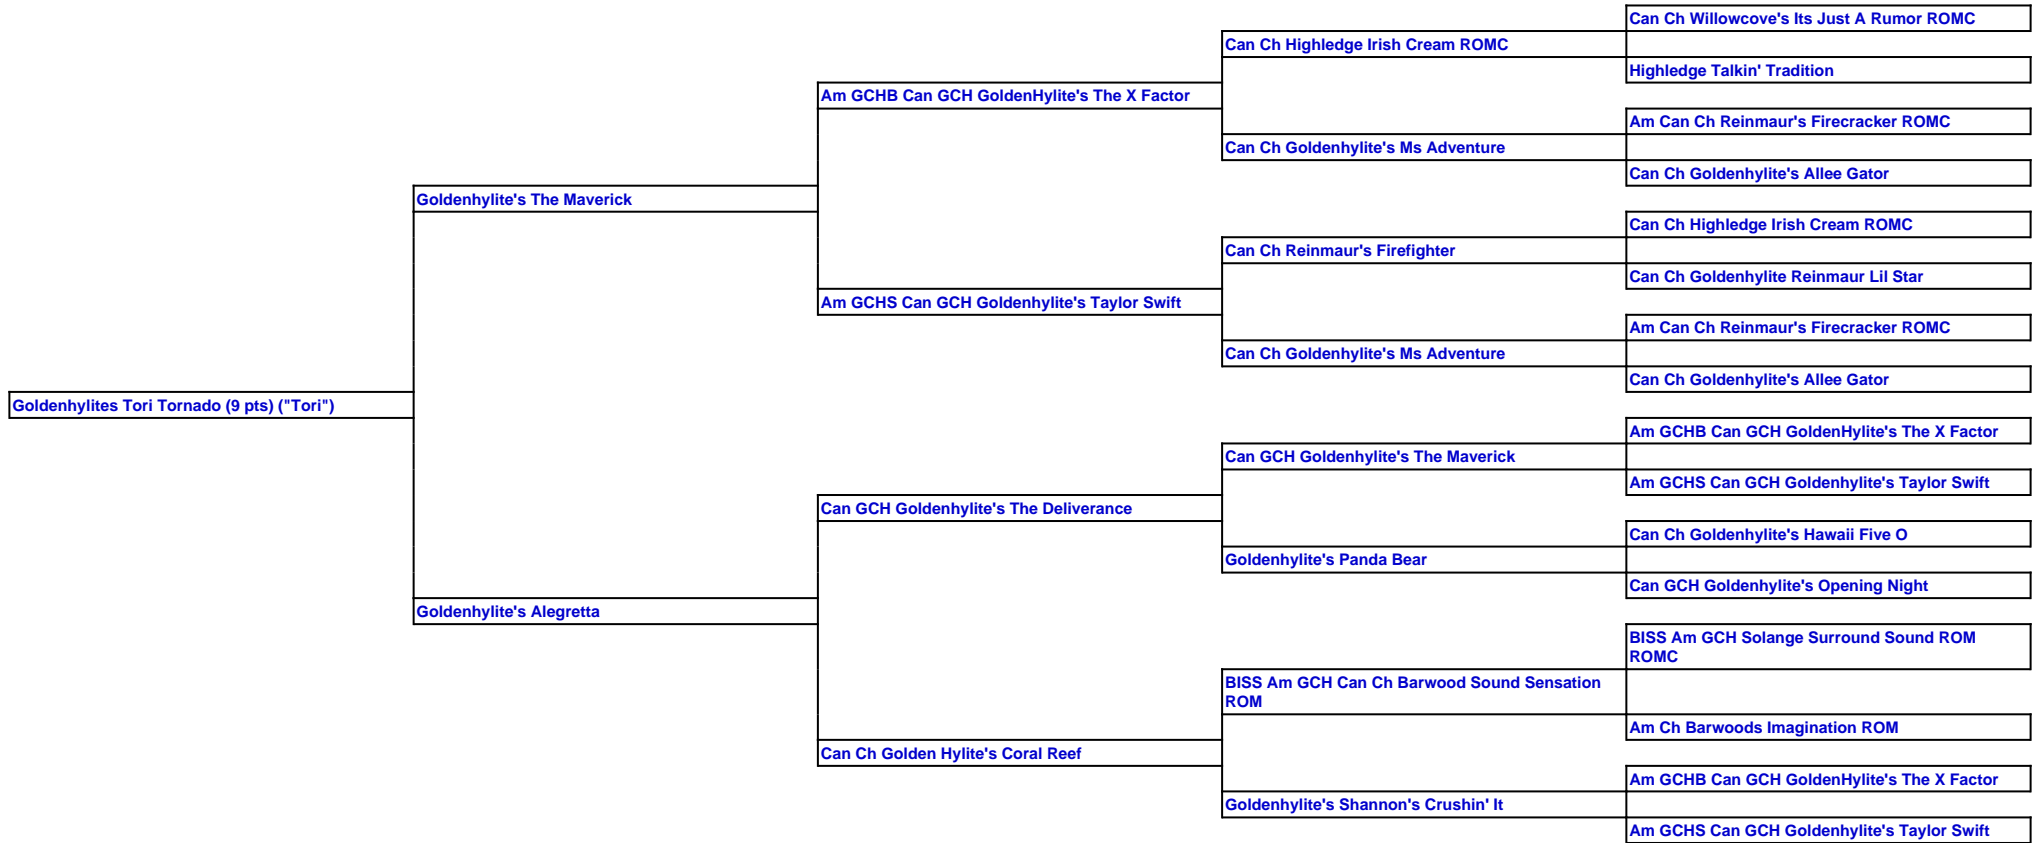 Can Ch Willowcove's Its Just A Rumor ROMC
Can Ch Highledge Irish Cream ROMC
Highledge Talkin' Tradition
Am GCHB Can GCH GoldenHylite's The X Factor
Am Can Ch Reinmaur's Firecracker ROMC
Can Ch Goldenhylite's Ms Adventure
Can Ch Goldenhylite's Allee Gator
Goldenhylite's The Maverick
Can Ch Highledge Irish Cream ROMC
Can Ch Reinmaur's Firefighter
Can Ch Goldenhylite Reinmaur Lil Star
Am GCHS Can GCH Goldenhylite's Taylor Swift
Am Can Ch Reinmaur's Firecracker ROMC
Can Ch Goldenhylite's Ms Adventure
Can Ch Goldenhylite's Allee Gator
Goldenhylites Tori Tornado (9 pts) ("Tori")
Am GCHB Can GCH GoldenHylite's The X Factor
Can GCH Goldenhylite's The Maverick
Am GCHS Can GCH Goldenhylite's Taylor Swift
Can GCH Goldenhylite's The Deliverance
Can Ch Goldenhylite's Hawaii Five O
Goldenhylite's Panda Bear
Can GCH Goldenhylite's Opening Night
Goldenhylite's Alegretta
BISS Am GCH Solange Surround Sound ROM
ROMC
BISS Am GCH Can Ch Barwood Sound Sensation
ROM
Am Ch Barwoods Imagination ROM
Can Ch Golden Hylite's Coral Reef
Am GCHB Can GCH GoldenHylite's The X Factor
Goldenhylite's Shannon's Crushin' It
Am GCHS Can GCH Goldenhylite's Taylor Swift